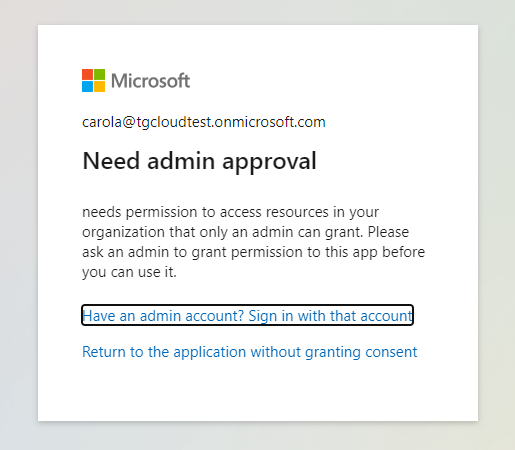 Microsoft
carola@tgcloudtest.onmicrosoft.com
Need admin approval
needs permission to access resources in your
organization that only an admin can grant. Please
ask an admin to grant permission to this app before
you can use it.
Have an admin account? Sign in with that account
Return to the application without granting consent